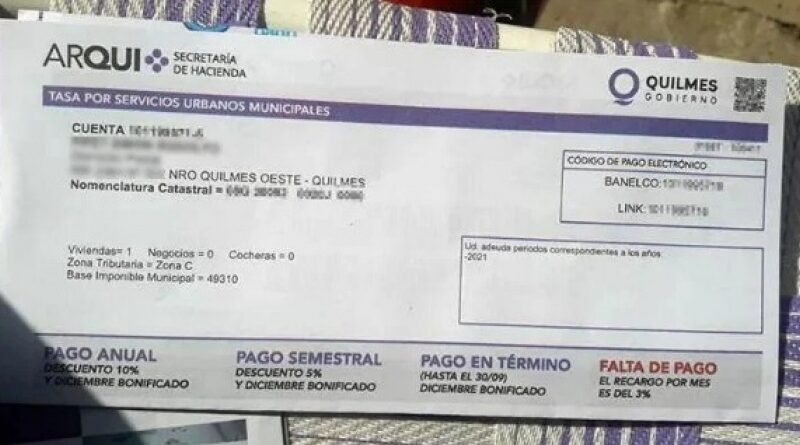 ARQUI SECRETARÍA
DE HACIENDA
QUILMES
GOBIERNO
TASA POR SERVICIOS URBANOS MUNICIPALES
CUENTA
NRO QUILMES OESTE - QUILMES
Nomenclatura Catastral =
CÓDIGO DE PAGO ELECTRÓNICO
BANELCO:
LINK:
Viviendas= 1 Negocios = 0 Cocheras = 0
Zona Tributaria = Zona C
Base Imponible Municipal = 49310
Ud. adeuda periodos correspondientes a los años:
-2021
PAGO ANUAL
DESCUENTO 10%
Y DICIEMBRE BONIFICADO
PAGO SEMESTRAL
DESCUENTO 5%
Y DICIEMBRE BONIFICADO
PAGO EN TÉRMINO
(HASTA EL 30/09)
DICIEMBRE BONIFICADO
FALTA DE PAGO
EL RECARGO POR MES
ES DEL 3%